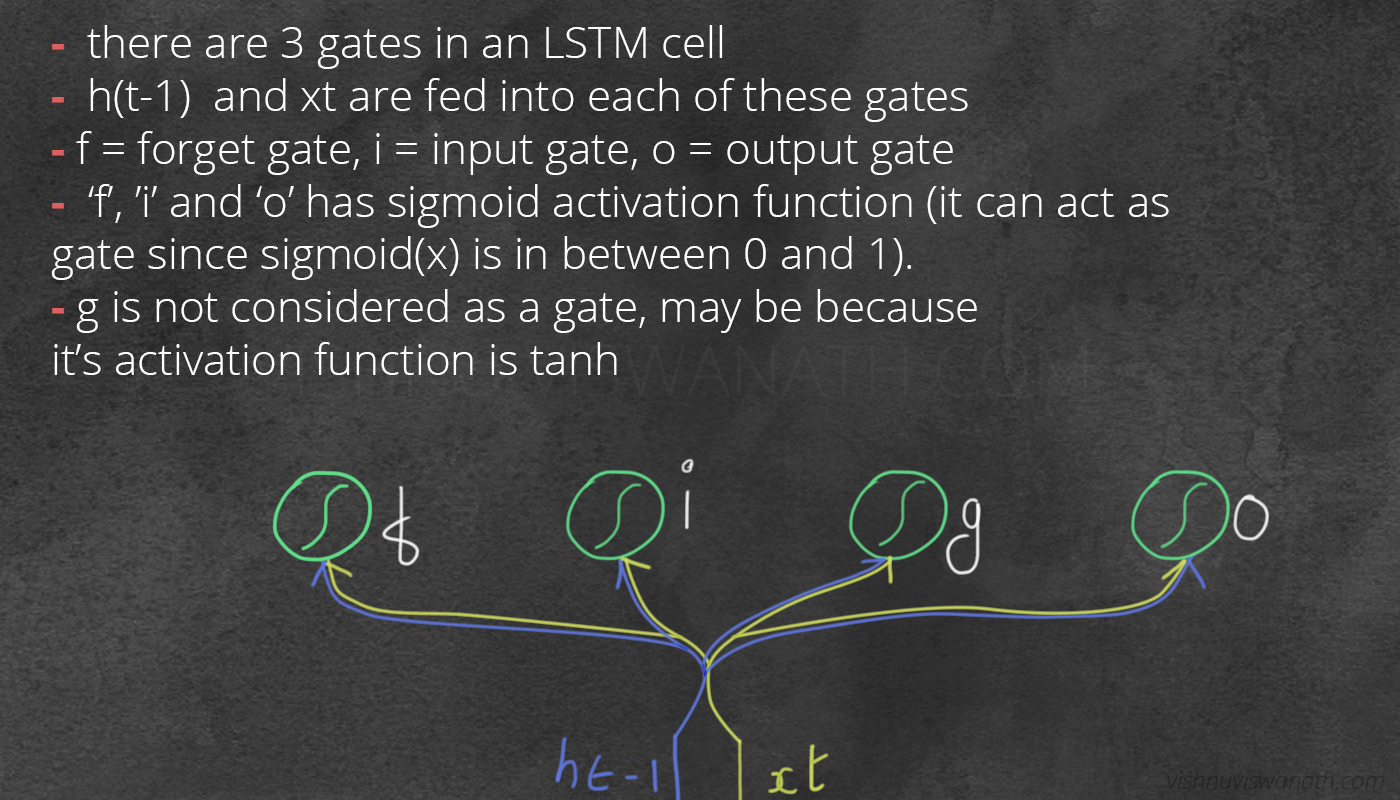 - there are 3 gates in an LSTM cell
- h(t-1) and xt are fed into each of these gates
- f = forget gate, i = input gate, o = output gate
- ‘f’, ’i’ and ‘o’ has sigmoid activation function (it can act as
gate since sigmoid(x) is in between 0 and 1).
- g is not considered as a gate, may be because
it’s activation function is tanh
f i g o
ht-1 xt
vishnuviswanath.com